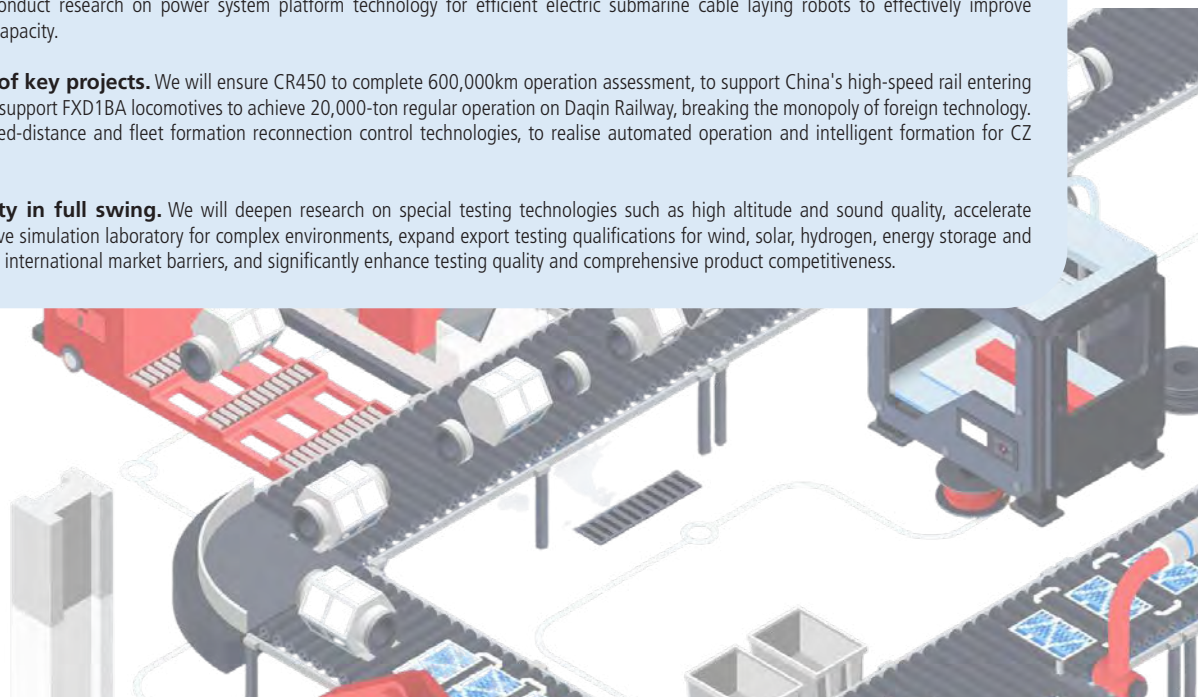 onduct research on power system platform technology for efficient electric submarine cable laying robots to effectively improve
apacity.
of key projects. We will ensure CR450 to complete 600,000km operation assessment, to support China's high-speed rail entering
support FXD1BA locomotives to achieve 20,000-ton regular operation on Daqin Railway, breaking the monopoly of foreign technology.
ed-distance and fleet formation reconnection control technologies, to realise automated operation and intelligent formation for CZ
ty in full swing. We will deepen research on special testing technologies such as high altitude and sound quality, accelerate
ve simulation laboratory for complex environments, expand export testing qualifications for wind, solar, hydrogen, energy storage and
international market barriers, and significantly enhance testing quality and comprehensive product competitiveness.